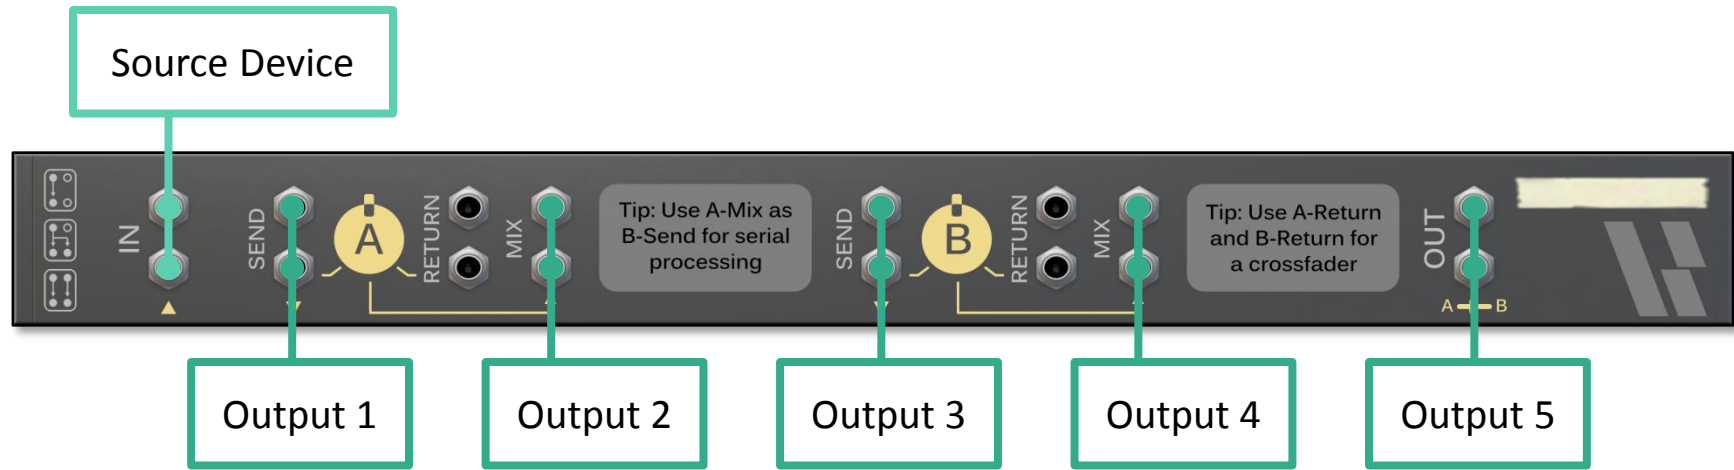 Source Device
IN
SEND
A
RETURN
MIX
Tip: Use A-Mix as
B-Send for serial
processing
SEND
B
RETURN
MIX
Tip: Use A-Return
and B-Return for
a crossfader
OUT
A
B
Output 1
Output 2
Output 3
Output 4
Output 5